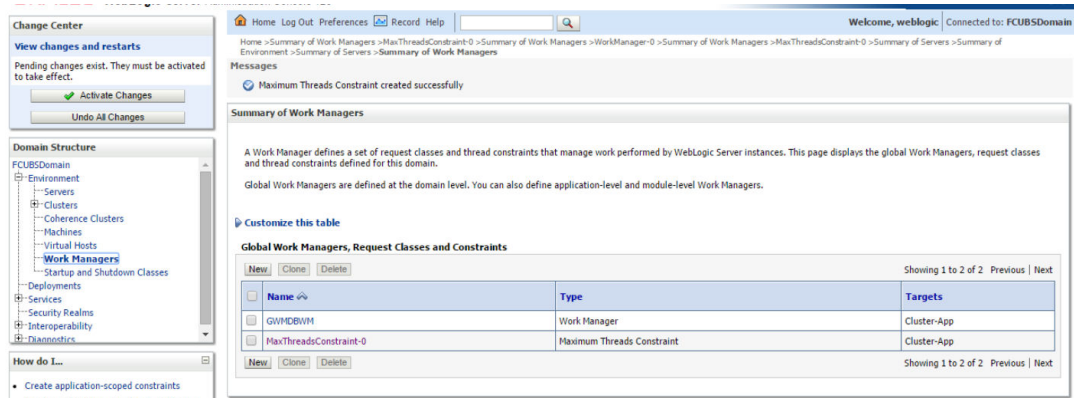 Change Center
View changes and restarts
Pending changes exist. They must be activated
to take effect.
Activate Changes
Undo All Changes
Domain Structure
FCUBSDomain
Environment
Servers
Clusters
Coherence Clusters
Machines
Virtual Hosts
Work Managers
Startup and Shutdown Classes
Deployments
Services
Security Realms
Interoperability
Diagnostics
How do I...
Create application-scoped constraints
Home Log Out Preferences Record Help
Welcome, weblogic Connected to: FCUBSDomain
Home >Summary of Work Managers >MaxThreadsConstraint-0 >Summary of Work Managers >WorkManager-0 >Summary of Work Managers >MaxThreadsConstraint-0 >Summary of Servers >Summary of
Environment >Summary of Servers >Summary of Work Managers
Messages
Maximum Threads Constraint created successfully
Summary of Work Managers
A Work Manager defines a set of request classes and thread constraints that manage work performed by WebLogic Server instances. This page displays the global Work Managers, request classes
and thread constraints defined for this domain.
Global Work Managers are defined at the domain level. You can also define application-level and module-level Work Managers.
Customize this table
Global Work Managers, Request Classes and Constraints
New Clone Delete Showing 1 to 2 of 2 Previous | Next
Name Type Targets
GWMDBWM Work Manager Cluster-App
MaxThreadsConstraint-0 Maximum Threads Constraint Cluster-App
New Clone Delete Showing 1 to 2 of 2 Previous | Next